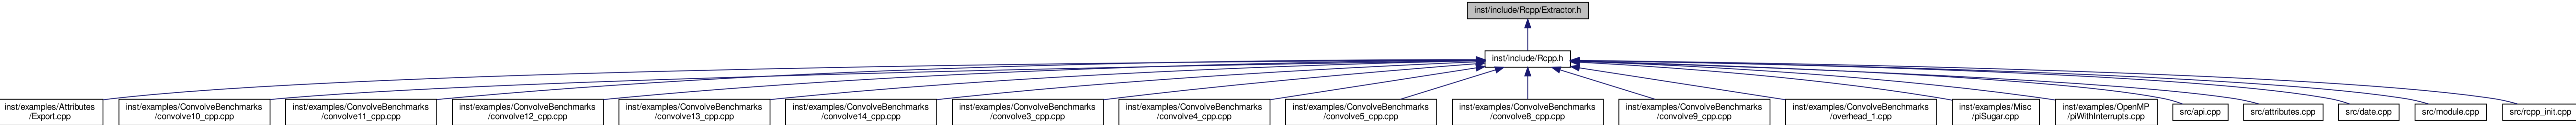 inst/include/Rcpp/Extractor.h
inst/include/Rcpp.h
inst/examples/Attributes
/Export.cpp
inst/examples/ConvolveBenchmarks
/convolve10_cpp.cpp
inst/examples/ConvolveBenchmarks
/convolve11_cpp.cpp
inst/examples/ConvolveBenchmarks
/convolve12_cpp.cpp
inst/examples/ConvolveBenchmarks
/convolve13_cpp.cpp
inst/examples/ConvolveBenchmarks
/convolve14_cpp.cpp
inst/examples/ConvolveBenchmarks
/convolve3_cpp.cpp
inst/examples/ConvolveBenchmarks
/convolve4_cpp.cpp
inst/examples/ConvolveBenchmarks
/convolve5_cpp.cpp
inst/examples/ConvolveBenchmarks
/convolve8_cpp.cpp
inst/examples/ConvolveBenchmarks
/convolve9_cpp.cpp
inst/examples/ConvolveBenchmarks
/overhead_1.cpp
inst/examples/Misc
/piSugar.cpp
inst/examples/OpenMP
/piWithInterrupts.cpp
src/api.cpp
src/attributes.cpp
src/date.cpp
src/module.cpp
src/rcpp_init.cpp